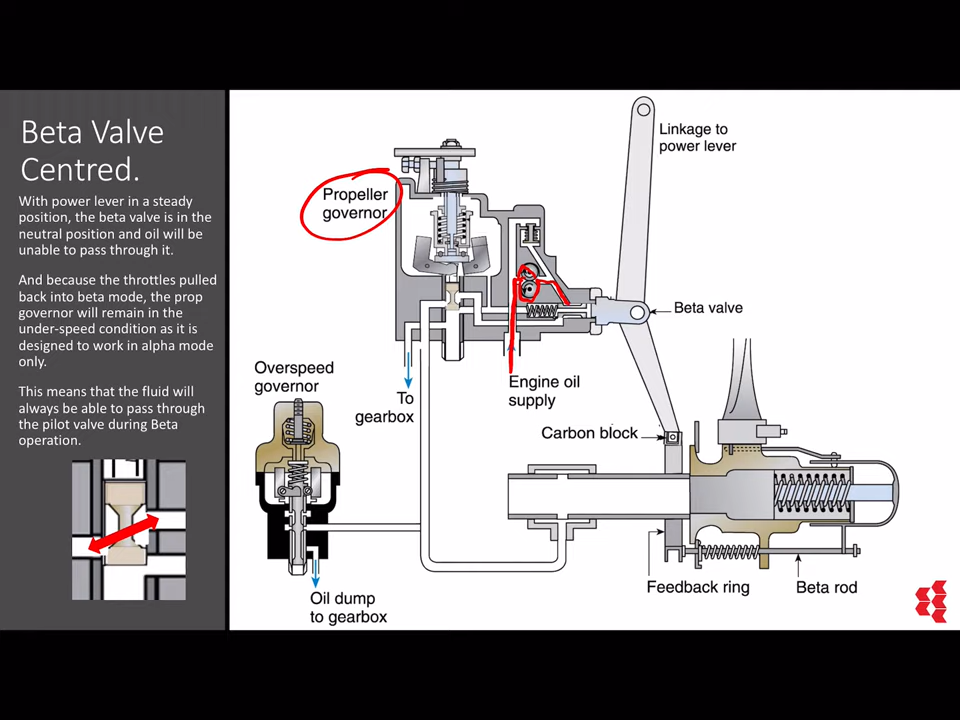 Beta Valve
Centred.
With power lever in a steady
position, the beta valve is in the
neutral position and oil will be
unable to pass through it.
And because the throttles pulled
back into beta mode, the prop
governor will remain in the
under-speed condition as it is
designed to work in alpha mode
only.
This means that the fluid will
always be able to pass through
the pilot valve during Beta
operation.
Linkage to
power lever
Propeller
governor
Beta valve
Overspeed
governor
To
gearbox
Engine oil
supply
Carbon block
Feedback ring
Beta rod
Oil dump
to gearbox